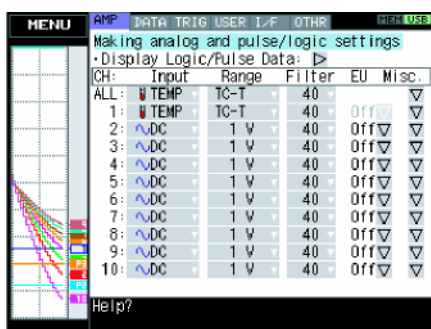 MENU
AMP DATA TRIG USER I/F OTHR MEM USB
Making analog and pulse/logic settings
・Display Logic/Pulse Data:
CH: Input Range Filter EU Misc.
ALL: TEMP TC-T 40
1: TEMP TC-T 40 Off
2: DC 1 V 40 Off
3: DC 1 V 40 Off
4: DC 1 V 40 Off
5: DC 1 V 40 Off
6: DC 1 V 40 Off
7: DC 1 V 40 Off
8: DC 1 V 40 Off
9: DC 1 V 40 Off
10: DC 1 V 40 Off
Help?